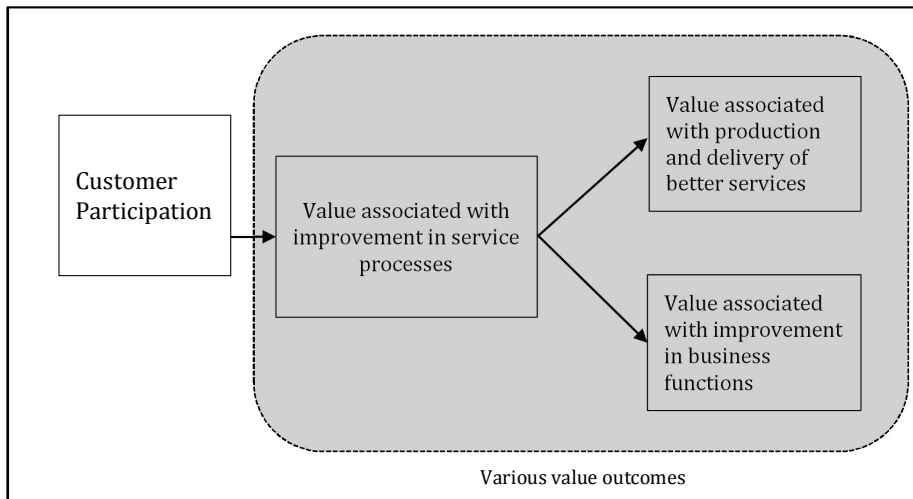 Customer
Participation
Value associated with
improvement in service
processes
Value associated
with production
and delivery of
better services
Value associated
with improvement
in business
functions
Various value outcomes